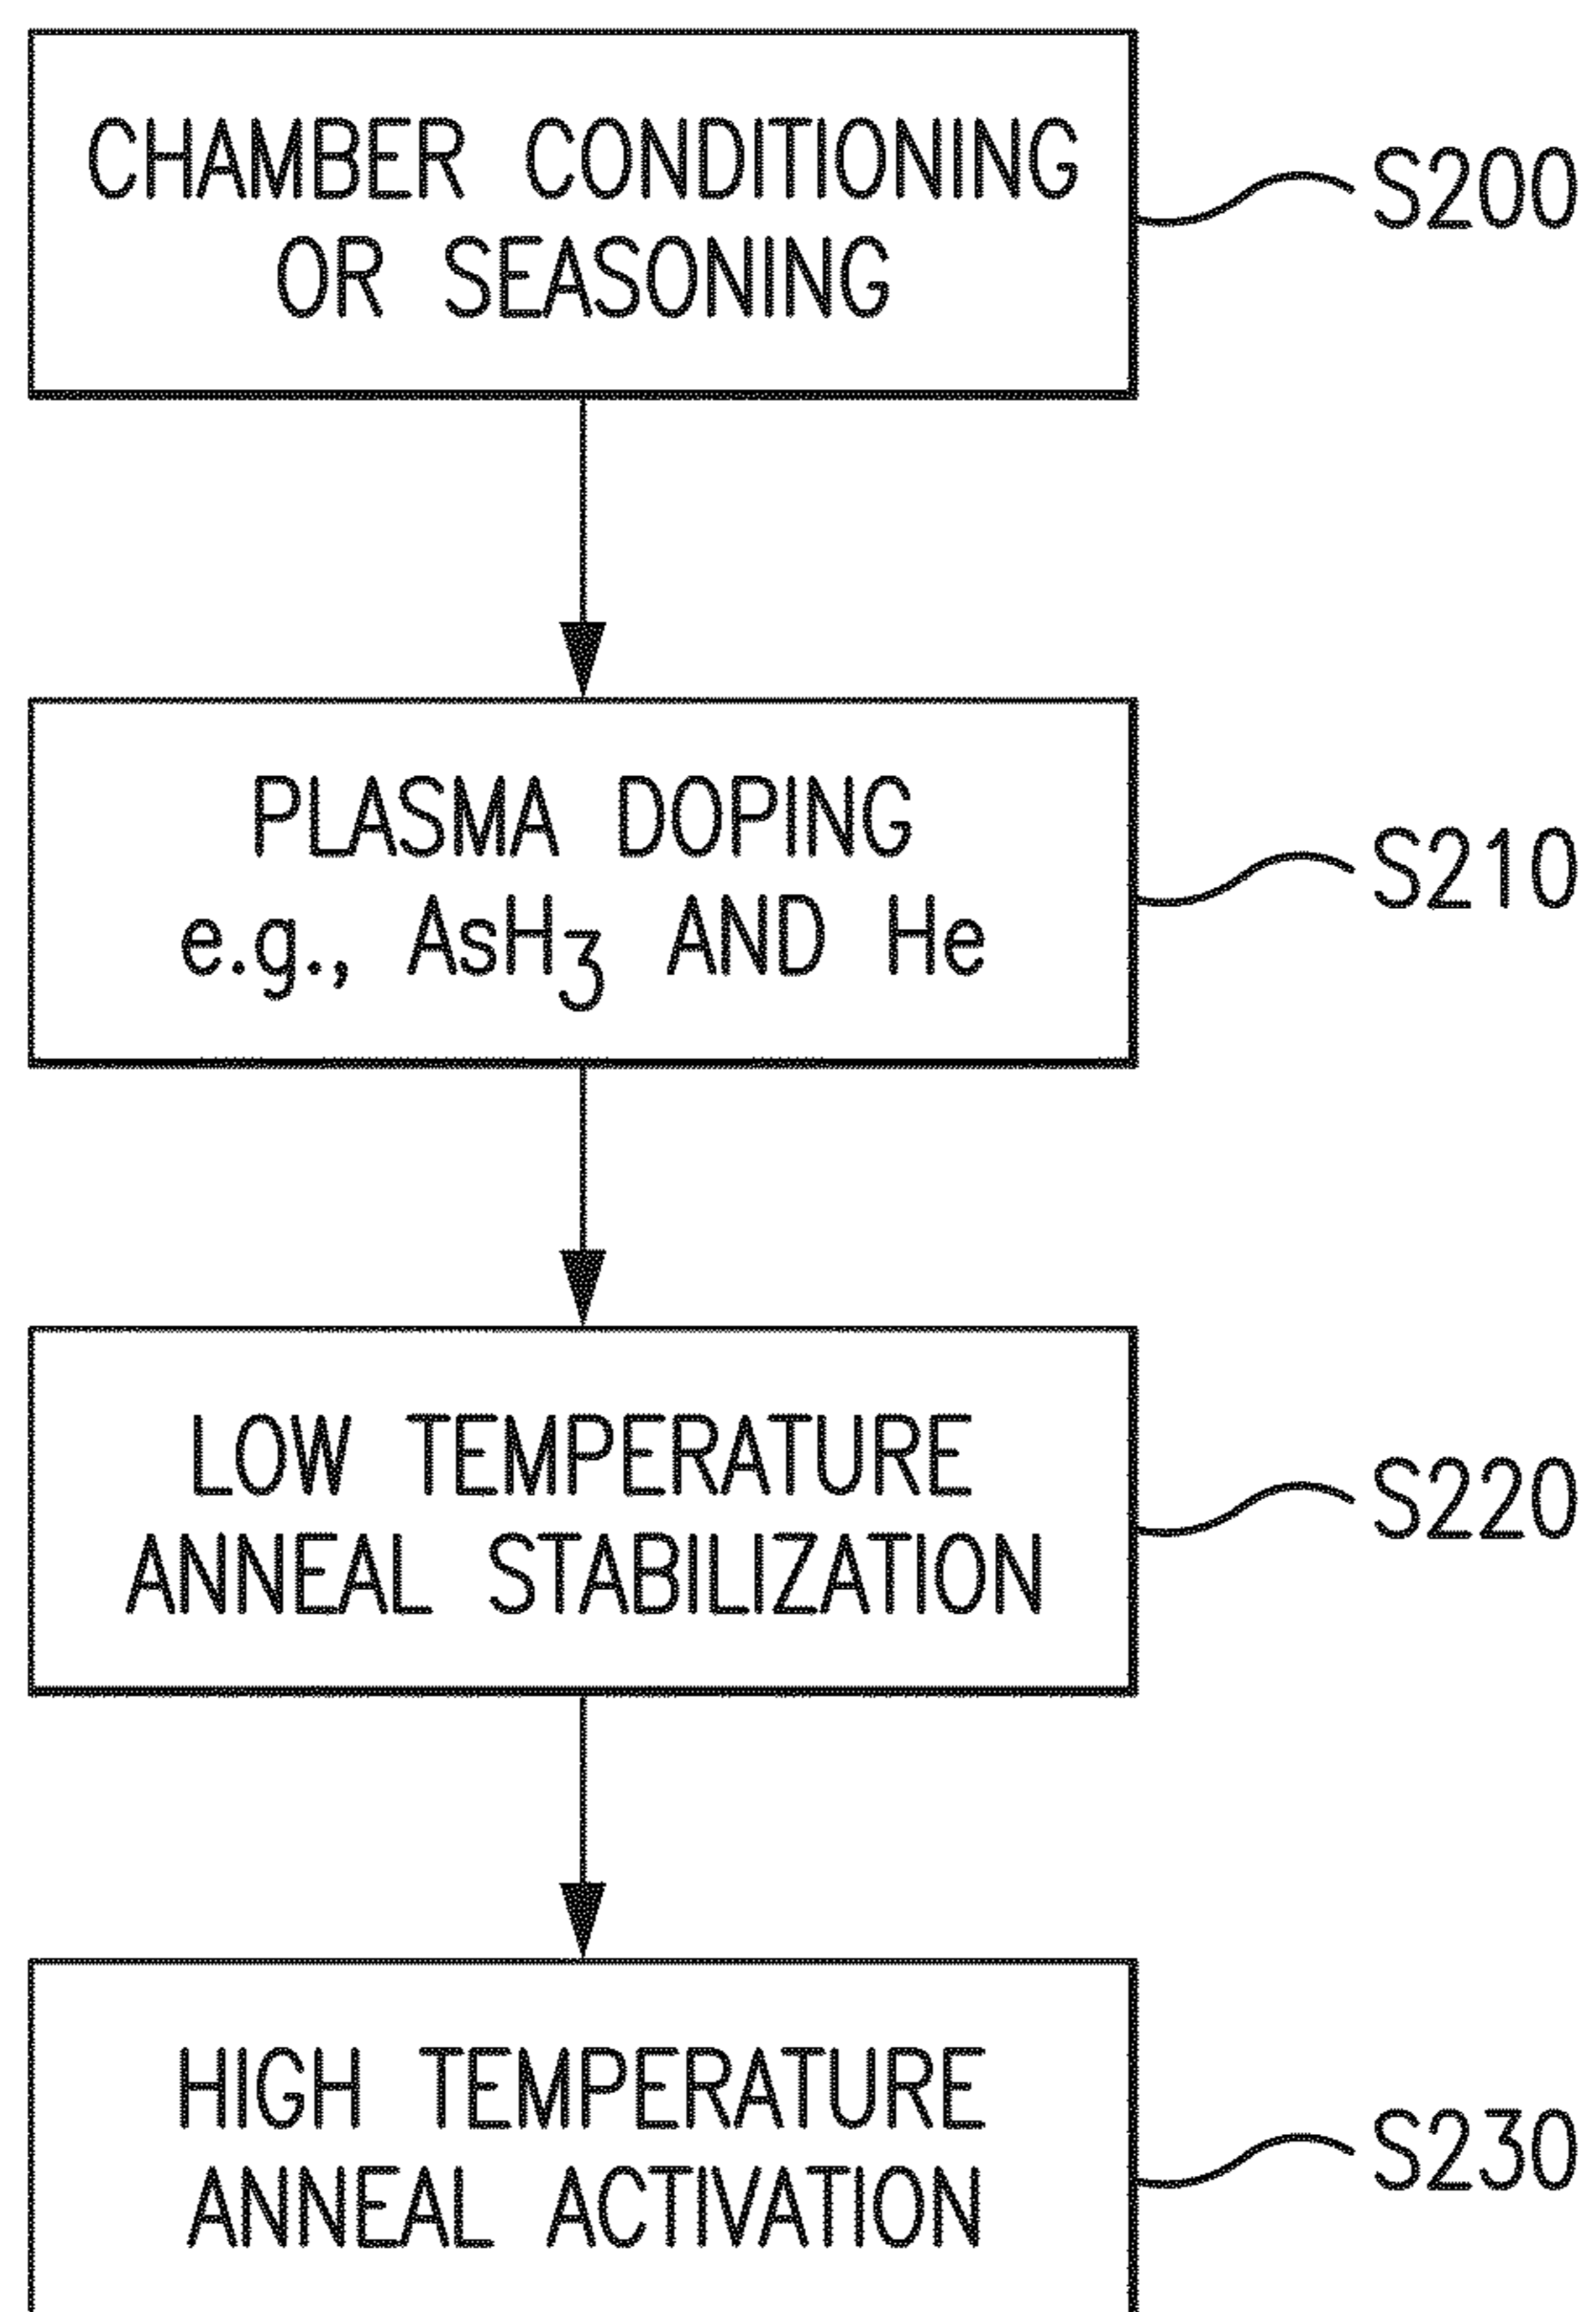 CHAMBER CONDITIONING
OR SEASONING
S200
PLASMA DOPING
e.g., AsH3 AND He
S210
LOW TEMPERATURE
ANNEAL STABILIZATION
S220
HIGH TEMPERATURE
ANNEAL ACTIVATION
S230